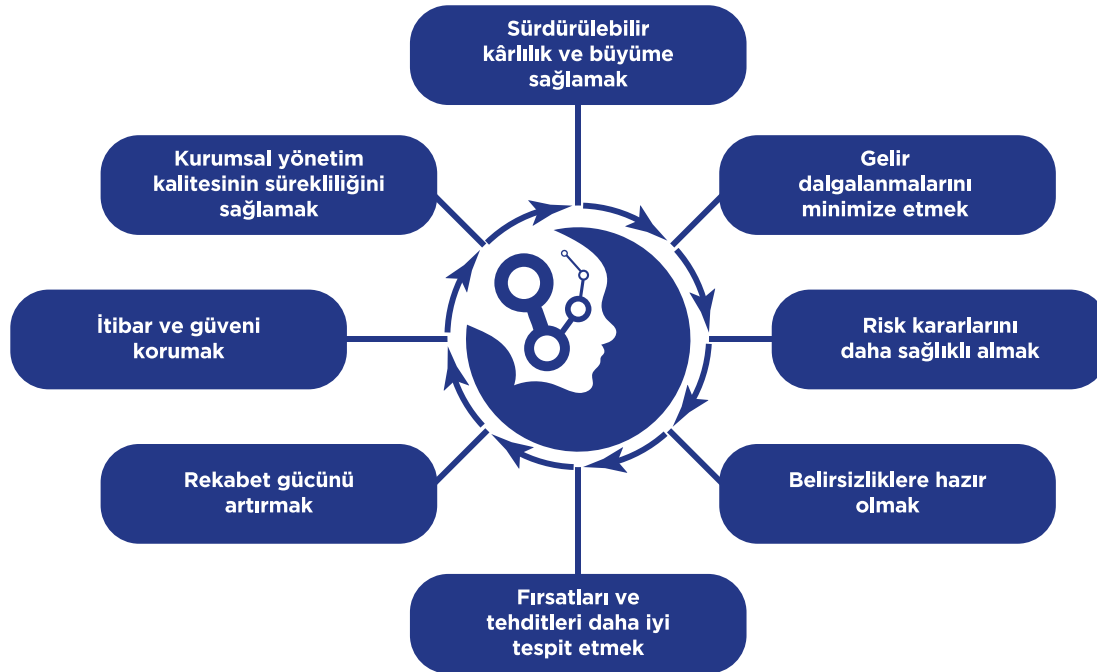 Sürdürülebilir
kârlılık ve büyüme
sağlamak
Kurumsal yönetim
kalitesinin sürekliliğini
sağlamak
Gelir
dalgalanmalarını
minimize etmek
İtibar ve güveni
korumak
Risk kararlarını
daha sağlıklı almak
Rekabet gücünü
artırmak
Belirsizliklere hazır
olmak
Fırsatları ve
tehditleri daha iyi
tespit etmek